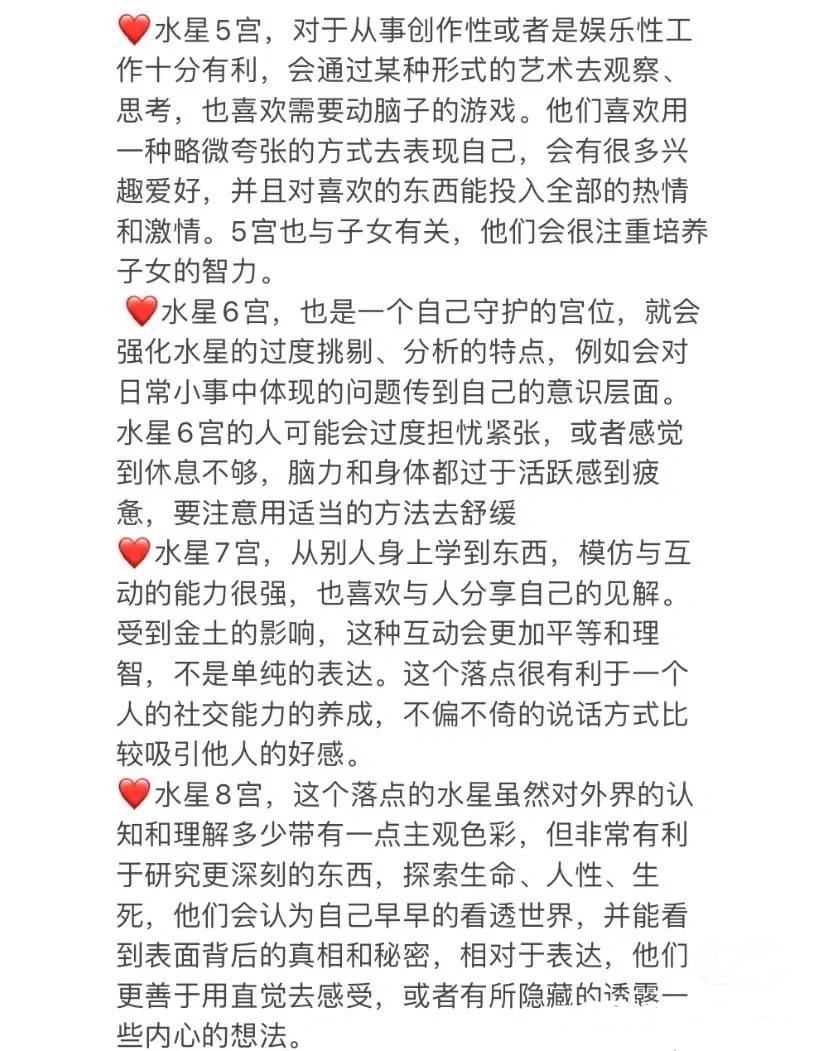 ❤️水星5宫，对于从事创作性或者是娱乐性工
作十分有利，会通过某种形式的艺术去观察、
思考，也喜欢需要动脑子的游戏。他们喜欢用
一种略微夸张的方式去表现自己，会有很多兴
趣爱好，并且对喜欢的东西能投入全部的热情
和激情。5宫也与子女有关，他们会很注重培养
子女的智力。
❤️水星6宫，也是一个自己守护的宫位，就会
强化水星的过度挑剔、分析的特点，例如会对
日常小事中体现的问题传到自己的意识层面。
水星6宫的人可能会过度担忧紧张，或者感觉
到休息不够，脑力和身体都过于活跃感到疲
惫，要注意用适当的方法去舒缓
❤️水星7宫，从别人身上学到东西，模仿与互
动的能力很强，也喜欢与人分享自己的见解。
受到金土的影响，这种互动会更加平等和理
智，不是单纯的表达。这个落点很有利于一个
人的社交能力的养成，不偏不倚的说话方式比
较吸引他人的好感。
❤️水星8宫，这个落点的水星虽然对外界的认
知和理解多少带有一点主观色彩，但非常有利
于研究更深刻的东西，探索生命、人性、生
死，他们会认为自己早早的看透世界，并能看
到表面背后的真相和秘密，相对于表达，他们
更善于用直觉去感受，或者有所隐藏的透露一
些内心的想法。